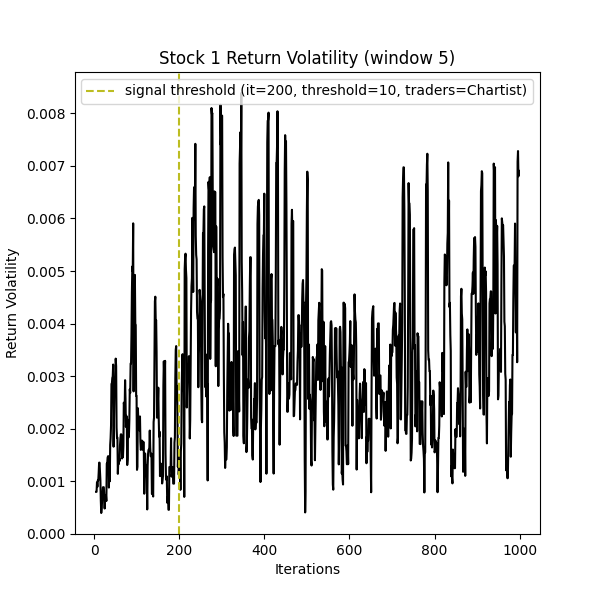 Stock 1 Return Volatility (window 5)
signal threshold (it=200, threshold=10, traders=Chartist)
0.008
0.007
0.006
0.005
0.004
0.003
0.002
0.001
0.000
Return Volatility
0 200 400 600 800 1000
Iterations